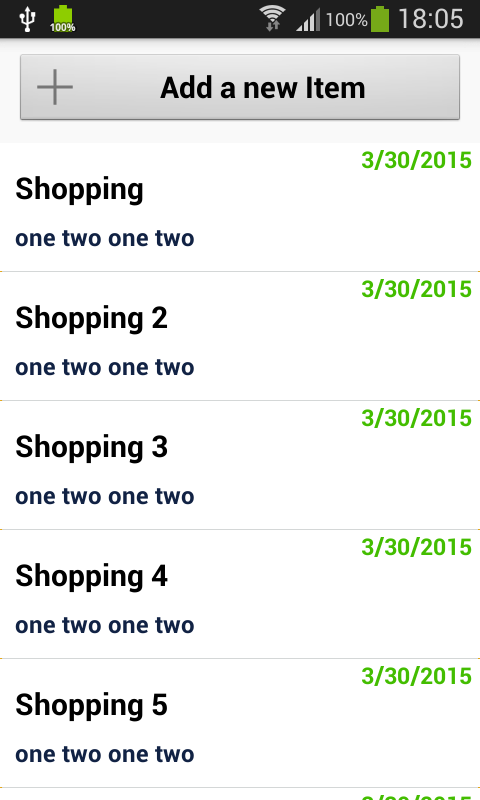 100%
100%
18:05
Add a new Item
3/30/2015
Shopping
one two one two
3/30/2015
Shopping 2
one two one two
3/30/2015
Shopping 3
one two one two
3/30/2015
Shopping 4
one two one two
3/30/2015
Shopping 5
one two one two